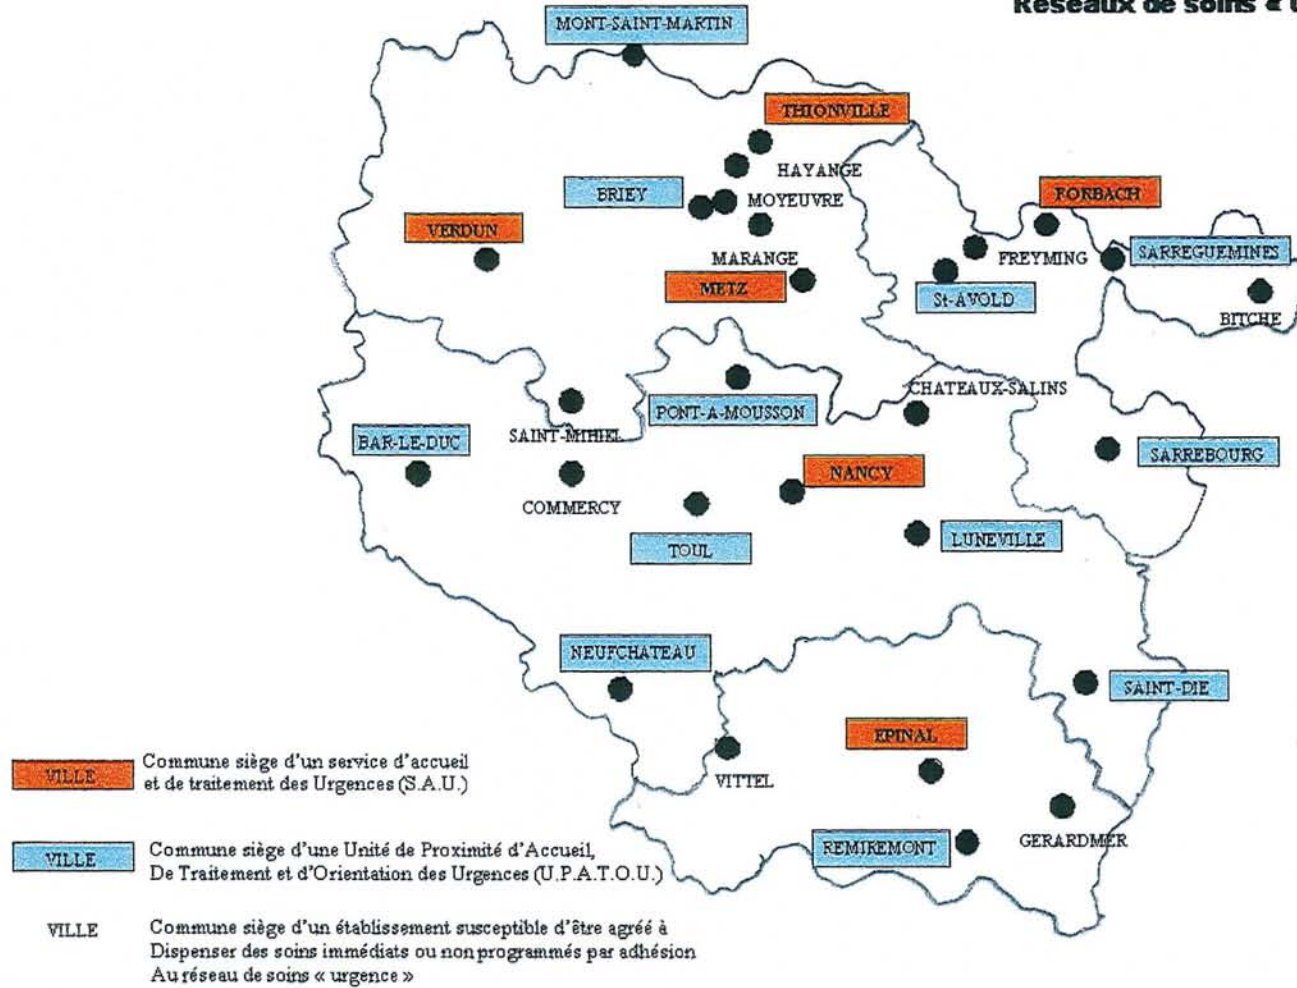 Réseaux de soins «
MONT-SAINT-MARTIN
THIONVILLE
HAYANGE
BRIEY
MOYEUVRE
FORBACH
VERDUN
MARANGE
FREYMING
SARREGUEMINES
METZ
St-AVOLD
BITCHE
CHATEAUX-SALINS
PONT-A-MOUSSON
SAINT-MIHIEL
BAR-LE-DUC
SARREBOURG
NANCY
COMMERCY
TOUL
LUNEVILLE
NEUFCHATEAU
SAINT-DIE
EPINAL
VITTEL
GERARDMER
REMIREMONT
VILLE
Commune siège d'un service d'accueil
et de traitement des Urgences (S.A.U.)
VILLE
Commune siège d'une Unité de Proximité d'Accueil,
De Traitement et d'Orientation des Urgences (U.P.A.T.O.U.)
VILLE
Commune siège d'un établissement susceptible d'être agréé à
Dispenser des soins immédiats ou non programmés par adhésion
Au réseau de soins « urgence »